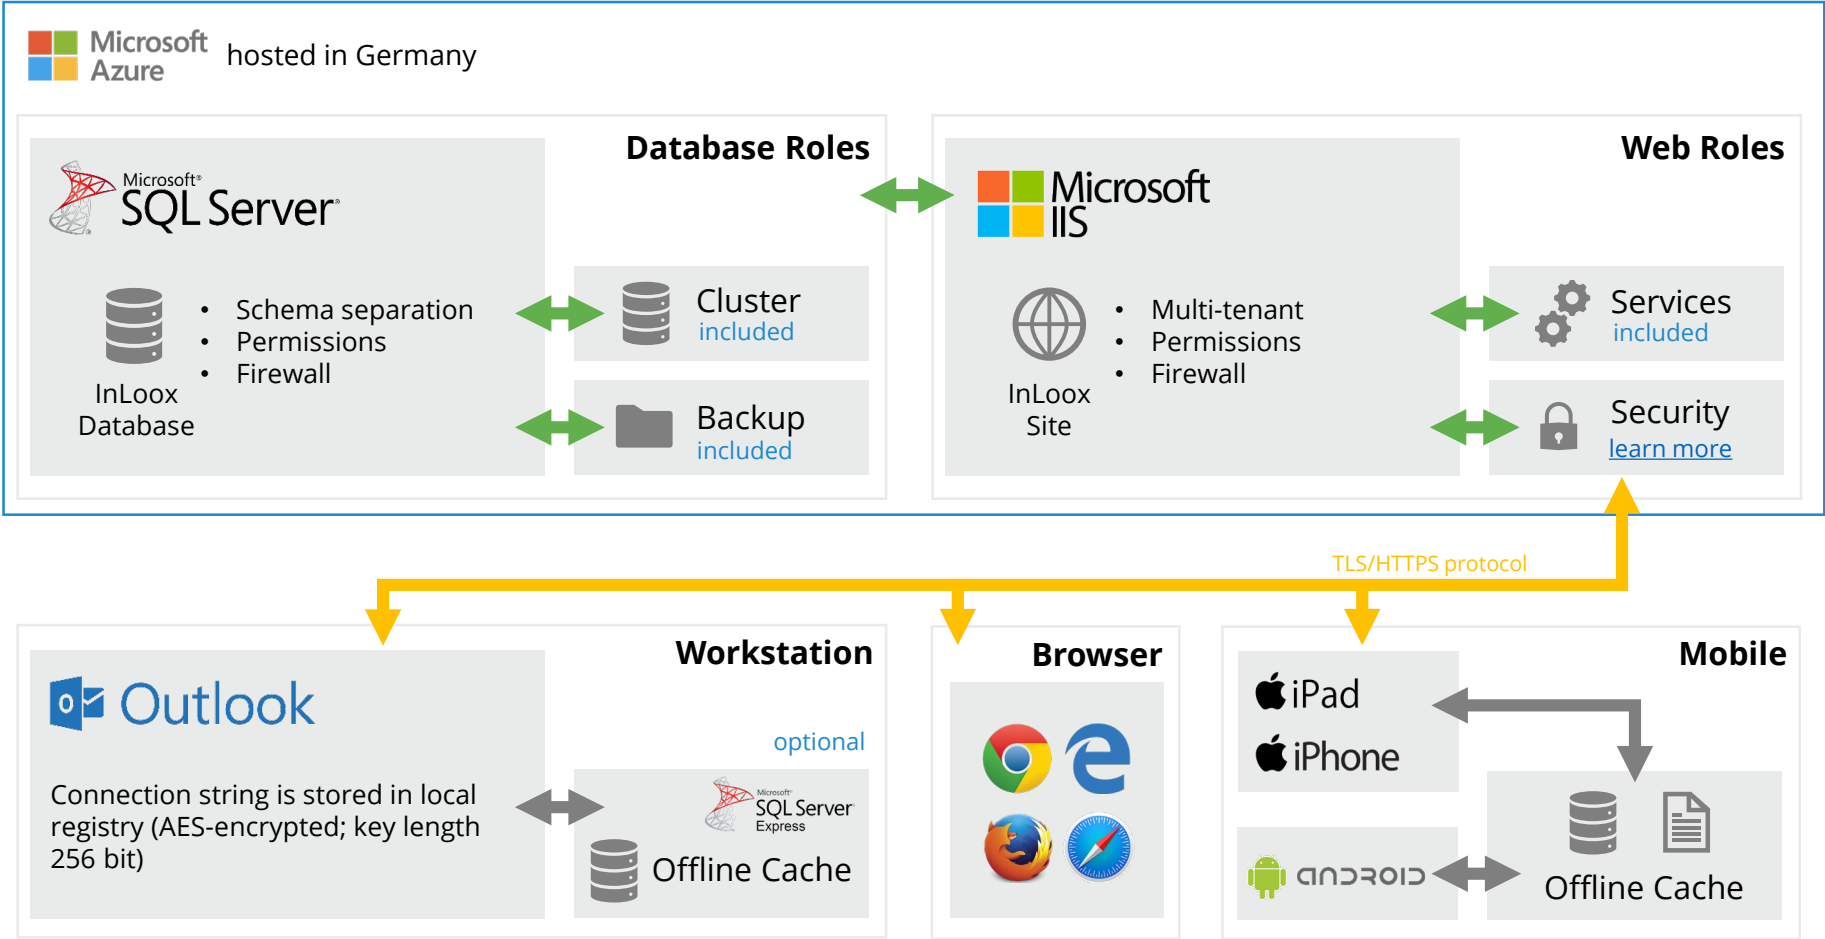 Microsoft
Azure
hosted in Germany
Database Roles
Microsoft®
SQL Server®
InLoox
Database
• Schema separation
• Permissions
• Firewall
Cluster
included
Backup
included
Web Roles
Microsoft
IIS
InLoox
Site
• Multi-tenant
• Permissions
• Firewall
Services
included
Security
learn more
TLS/HTTPS protocol
Workstation
Outlook
Connection string is stored in local
registry (AES-encrypted; key length
256 bit)
optional
Microsoft®
SQL Server®
Express
Offline Cache
Browser
Mobile
iPad
iPhone
android
Offline Cache